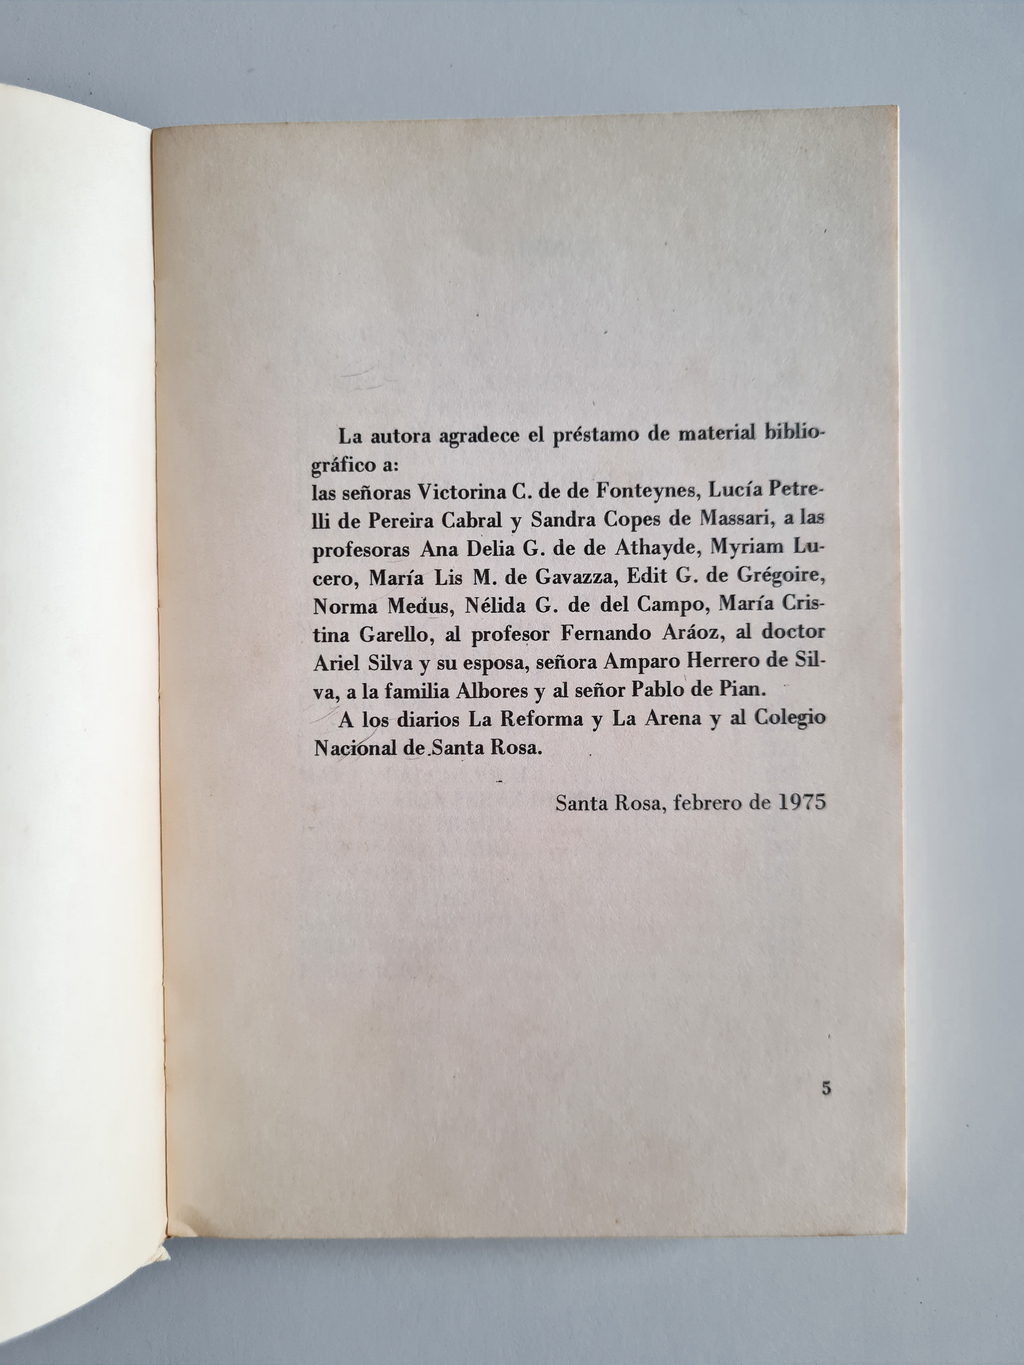 La autora agradece el préstamo de material biblio-
gráfico a:
las señoras Victorina C. de de Fonteynes, Lucía Petre-
lli de Pereira Cabral y Sandra Copes de Massari, a las
profesoras Ana Delia G. de de Athayde, Myriam Lu-
cero, María Lis M. de Gavazza, Edit G. de Grégoire,
Norma Medus, Nélida G. de del Campo, María Cris-
tina Garello, al profesor Fernando Aráoz, al doctor
Ariel Silva y su esposa, señora Amparo Herrero de Sil-
va, a la familia Albores y al señor Pablo de Pian.
A los diarios La Reforma y La Arena y al Colegio
Nacional de Santa Rosa.
Santa Rosa, febrero de 1975
5